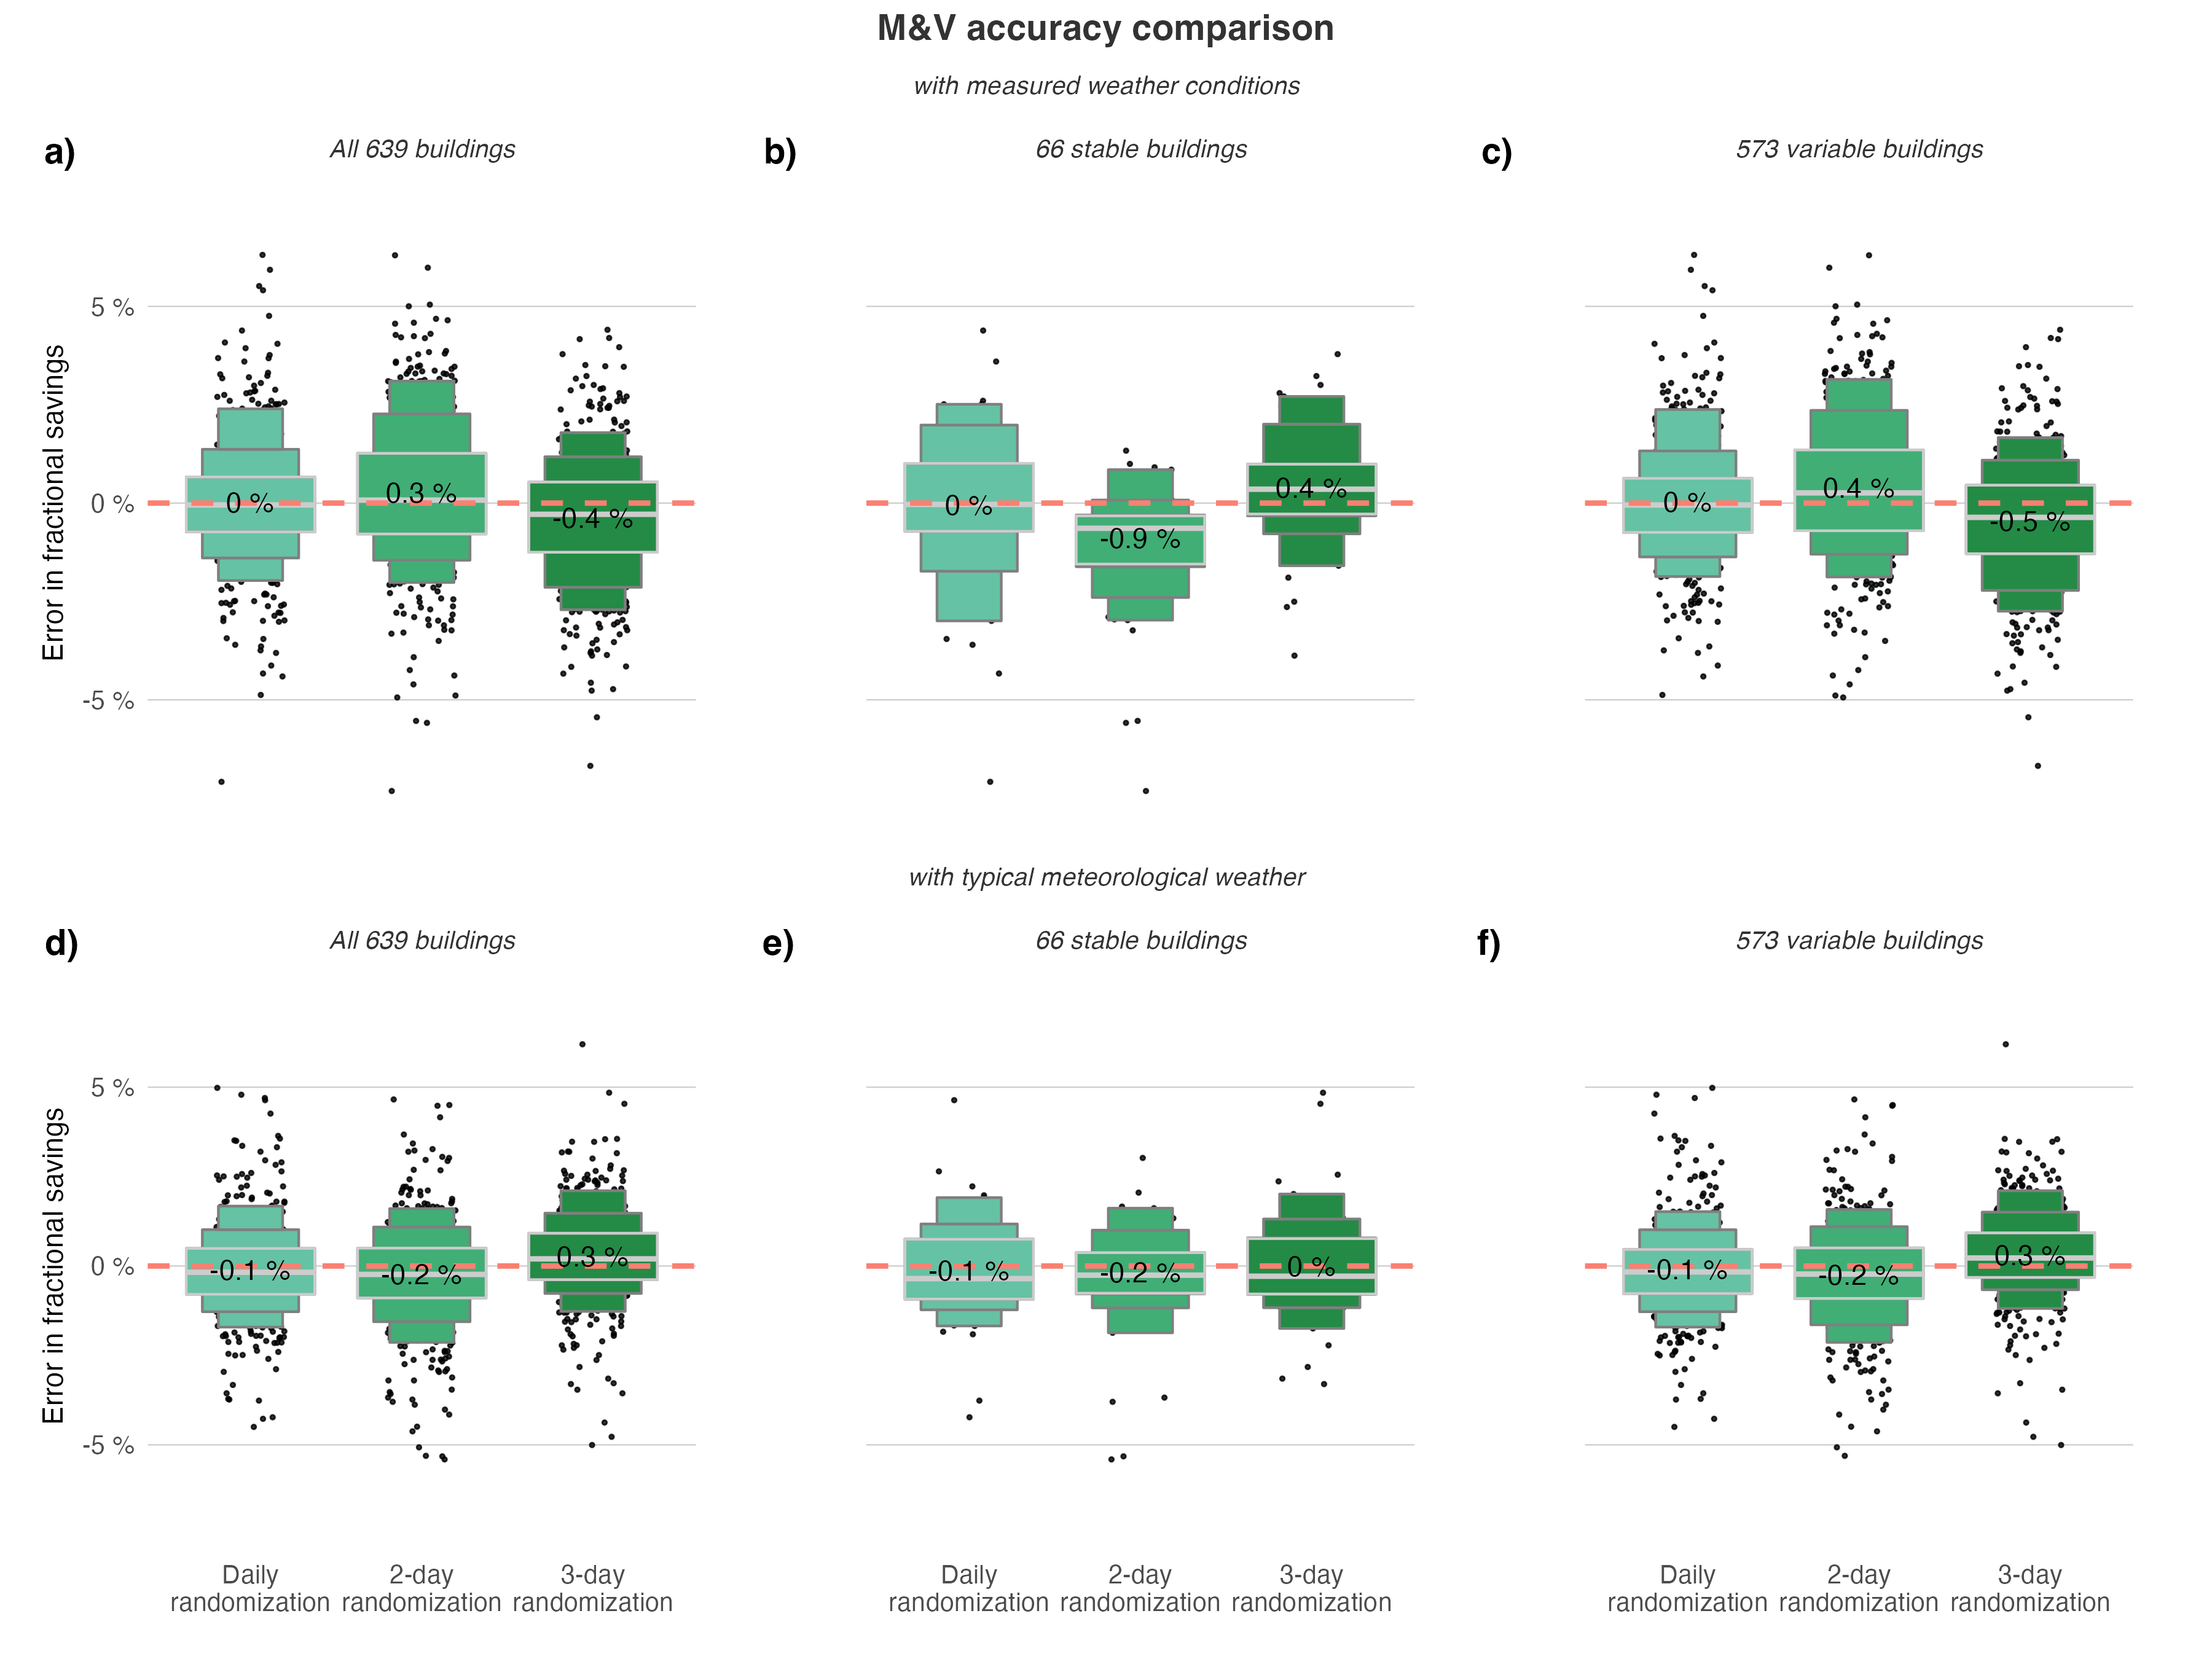 M&V accuracy comparison
with measured weather conditions
a)
All 639 buildings
b)
66 stable buildings
c)
573 variable buildings
Error in fractional savings
5 %
0 %
-5 %
0 %
0.3 %
-0.4 %
0 %
-0.9 %
0.4 %
0 %
0.4 %
-0.5 %
with typical meteorological weather
d)
All 639 buildings
e)
66 stable buildings
f)
573 variable buildings
Error in fractional savings
5 %
0 %
-5 %
-0.1 %
-0.2 %
0.3 %
-0.1 %
-0.2 %
0 %
-0.1 %
-0.2 %
0.3 %
Daily
randomization
2-day
randomization
3-day
randomization
Daily
randomization
2-day
randomization
3-day
randomization
Daily
randomization
2-day
randomization
3-day
randomization